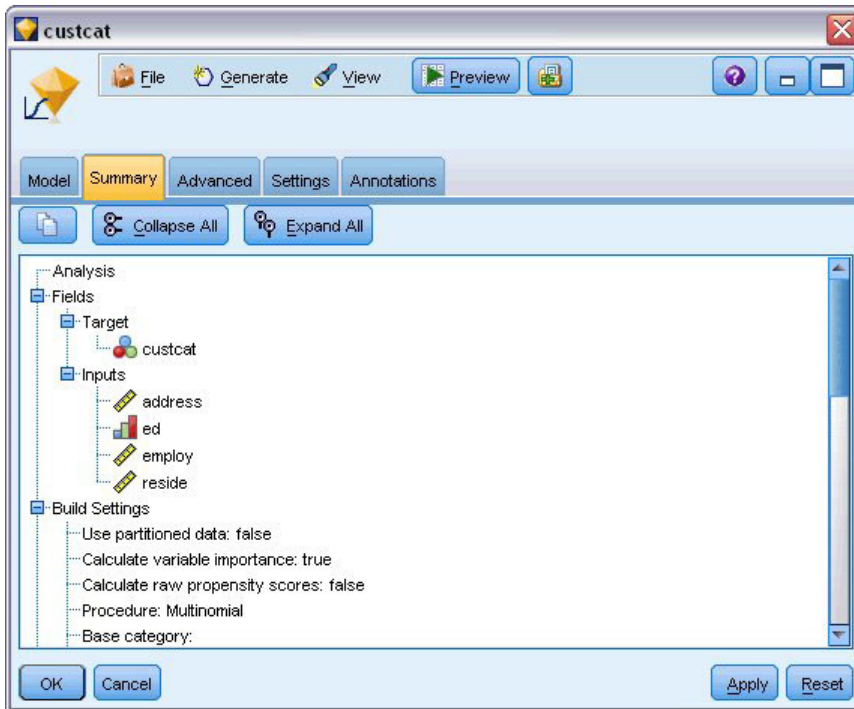 custcat
File Generate View Preview
Model Summary Advanced Settings Annotations
Collapse All Expand All
Analysis
Fields
Target
custcat
Inputs
address
ed
employ
reside
Build Settings
Use partitioned data: false
Calculate variable importance: true
Calculate raw propensity scores: false
Procedure: Multinomial
Base category:
OK Cancel Apply Reset